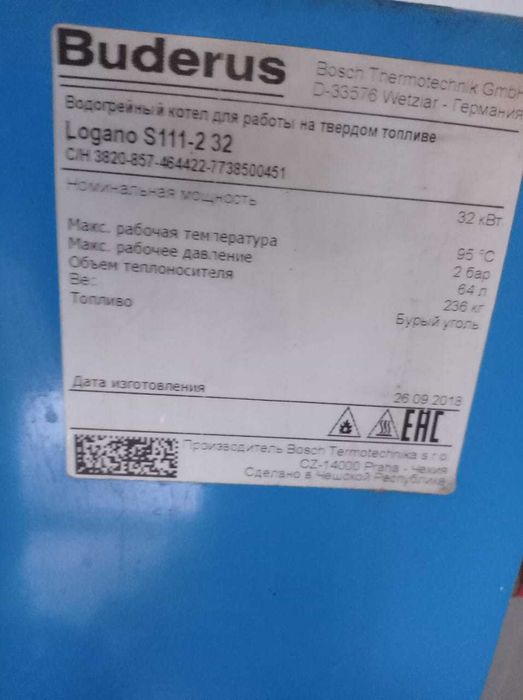 Buderus
Bosch Thermotechnik GmbH
D-33576 Wetzlar - Германия
Водогрейный котел для работы на твердом топливе
Logano S111-2 32
С/Н 3820-857-464422-7738500451
Номинальная мощность 32 кВт
Макс. рабочая температура 95 °C
Макс. рабочее давление 2 бар
Объем теплоносителя 64 л
Вес 236 кг
Топливо Бурый уголь
Дата изготовления 26.09.2018
EAC
Производитель Bosch Termotechnika s.r.o.
CZ-14000 Praha - Чехия
Сделано в Чешской Республике